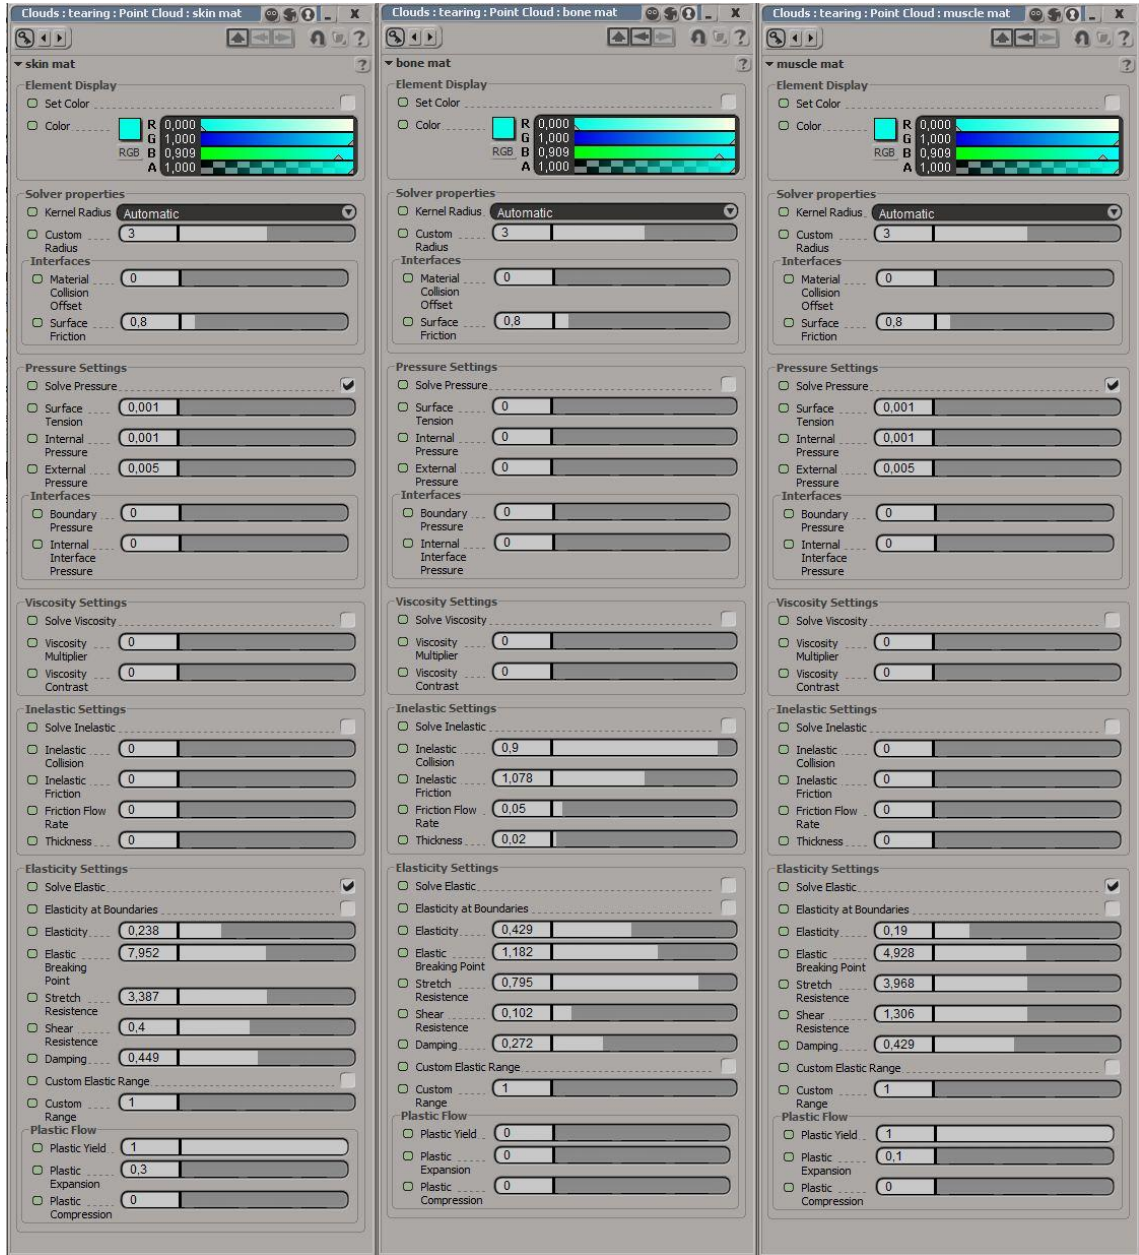 Clouds : tearing : Point Cloud : skin mat
skin mat
Element Display
Set Color
Color
RGB
R 0,000
G 1,000
B 0,909
A 1,000
Solver properties
Kernel Radius Automatic
Custom 3
Radius
Interfaces
Material 0
Collision
Offset
Surface 0,8
Friction
Pressure Settings
Solve Pressure
Surface 0,001
Tension
Internal 0,001
Pressure
External 0,005
Pressure
Interfaces
Boundary 0
Pressure
Internal 0
Interface
Pressure
Viscosity Settings
Solve Viscosity
Viscosity 0
Multiplier
Viscosity 0
Contrast
Inelastic Settings
Solve Inelastic
Inelastic 0
Collision
Inelastic 0
Friction
Friction Flow 0
Rate
Thickness 0
Elasticity Settings
Solve Elastic
Elasticity at Boundaries
Elasticity 0,238
Elastic 7,952
Breaking
Point
Stretch 3,387
Resistence
Shear 0,4
Resistence
Damping 0,449
Custom Elastic Range
Custom 1
Range
Plastic Flow
Plastic Yield 1
Plastic 0,3
Expansion
Plastic 0
Compression
Clouds : tearing : Point Cloud : bone mat
bone mat
Element Display
Set Color
Color
RGB
R 0,000
G 1,000
B 0,909
A 1,000
Solver properties
Kernel Radius Automatic
Custom 3
Radius
Interfaces
Material 0
Collision
Offset
Surface 0,8
Friction
Pressure Settings
Solve Pressure
Surface 0
Tension
Internal 0
Pressure
External 0
Pressure
Interfaces
Boundary 0
Pressure
Internal 0
Interface
Pressure
Viscosity Settings
Solve Viscosity
Viscosity 0
Multiplier
Viscosity 0
Contrast
Inelastic Settings
Solve Inelastic
Inelastic 0,9
Collision
Inelastic 1,078
Friction
Friction Flow 0,05
Rate
Thickness 0,02
Elasticity Settings
Solve Elastic
Elasticity at Boundaries
Elasticity 0,429
Elastic 1,182
Breaking Point
Stretch 0,795
Resistence
Shear 0,102
Resistence
Damping 0,272
Custom Elastic Range
Custom 1
Range
Plastic Flow
Plastic Yield 0
Plastic 0
Expansion
Plastic 0
Compression
Clouds : tearing : Point Cloud : muscle mat
muscle mat
Element Display
Set Color
Color
RGB
R 0,000
G 1,000
B 0,909
A 1,000
Solver properties
Kernel Radius Automatic
Custom 3
Radius
Interfaces
Material 0
Collision
Offset
Surface 0,8
Friction
Pressure Settings
Solve Pressure
Surface 0,001
Tension
Internal 0,001
Pressure
External 0,005
Pressure
Interfaces
Boundary 0
Pressure
Internal 0
Interface
Pressure
Viscosity Settings
Solve Viscosity
Viscosity 0
Multiplier
Viscosity 0
Contrast
Inelastic Settings
Solve Inelastic
Inelastic 0
Collision
Inelastic 0
Friction
Friction Flow 0
Rate
Thickness 0
Elasticity Settings
Solve Elastic
Elasticity at Boundaries
Elasticity 0,19
Elastic 4,928
Breaking Point
Stretch 3,968
Resistence
Shear 1,306
Resistence
Damping 0,429
Custom Elastic Range
Custom 1
Range
Plastic Flow
Plastic Yield 1
Plastic 0,1
Expansion
Plastic 0
Compression